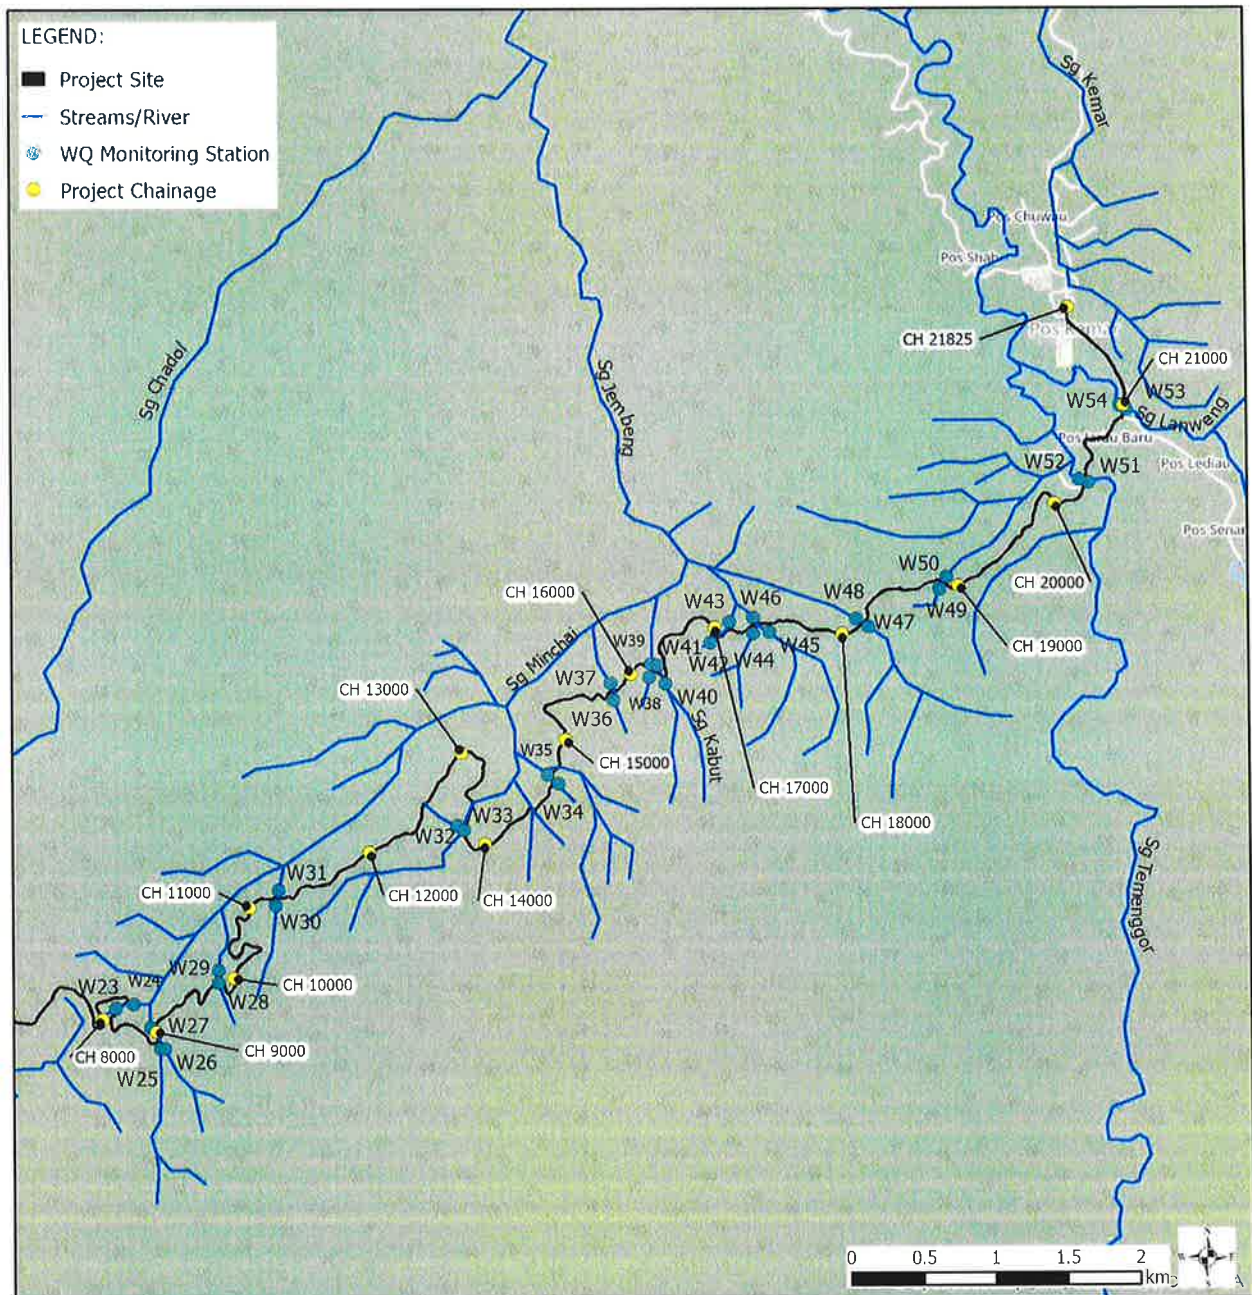 LEGEND:
Project Site
Streams/River
WQ Monitoring Station
Project Chainage
Sg Kemar
Pos Chuwau
CH 21825
CH 21000
W53
W54
Sg Lanweng
Pos Jarau Baru
Pos Lediau
Sg Chadol
Sg Jembeng
W52
W51
CH 20000
W50
W49
CH 19000
CH 16000
W43
W46
W48
W47
W39
W41
W42
W44
W45
Sg Minchai
W37
W38
W40
W36
Sg Kabut
CH 13000
W35
CH 15000
CH 17000
CH 18000
W34
W33
W32
Sg Temenggor
W31
CH 11000
CH 12000
CH 14000
W30
W29
W28
CH 10000
W23
W24
W27
CH 8000
CH 9000
W25
W26
0 0.5 1 1.5 2
km